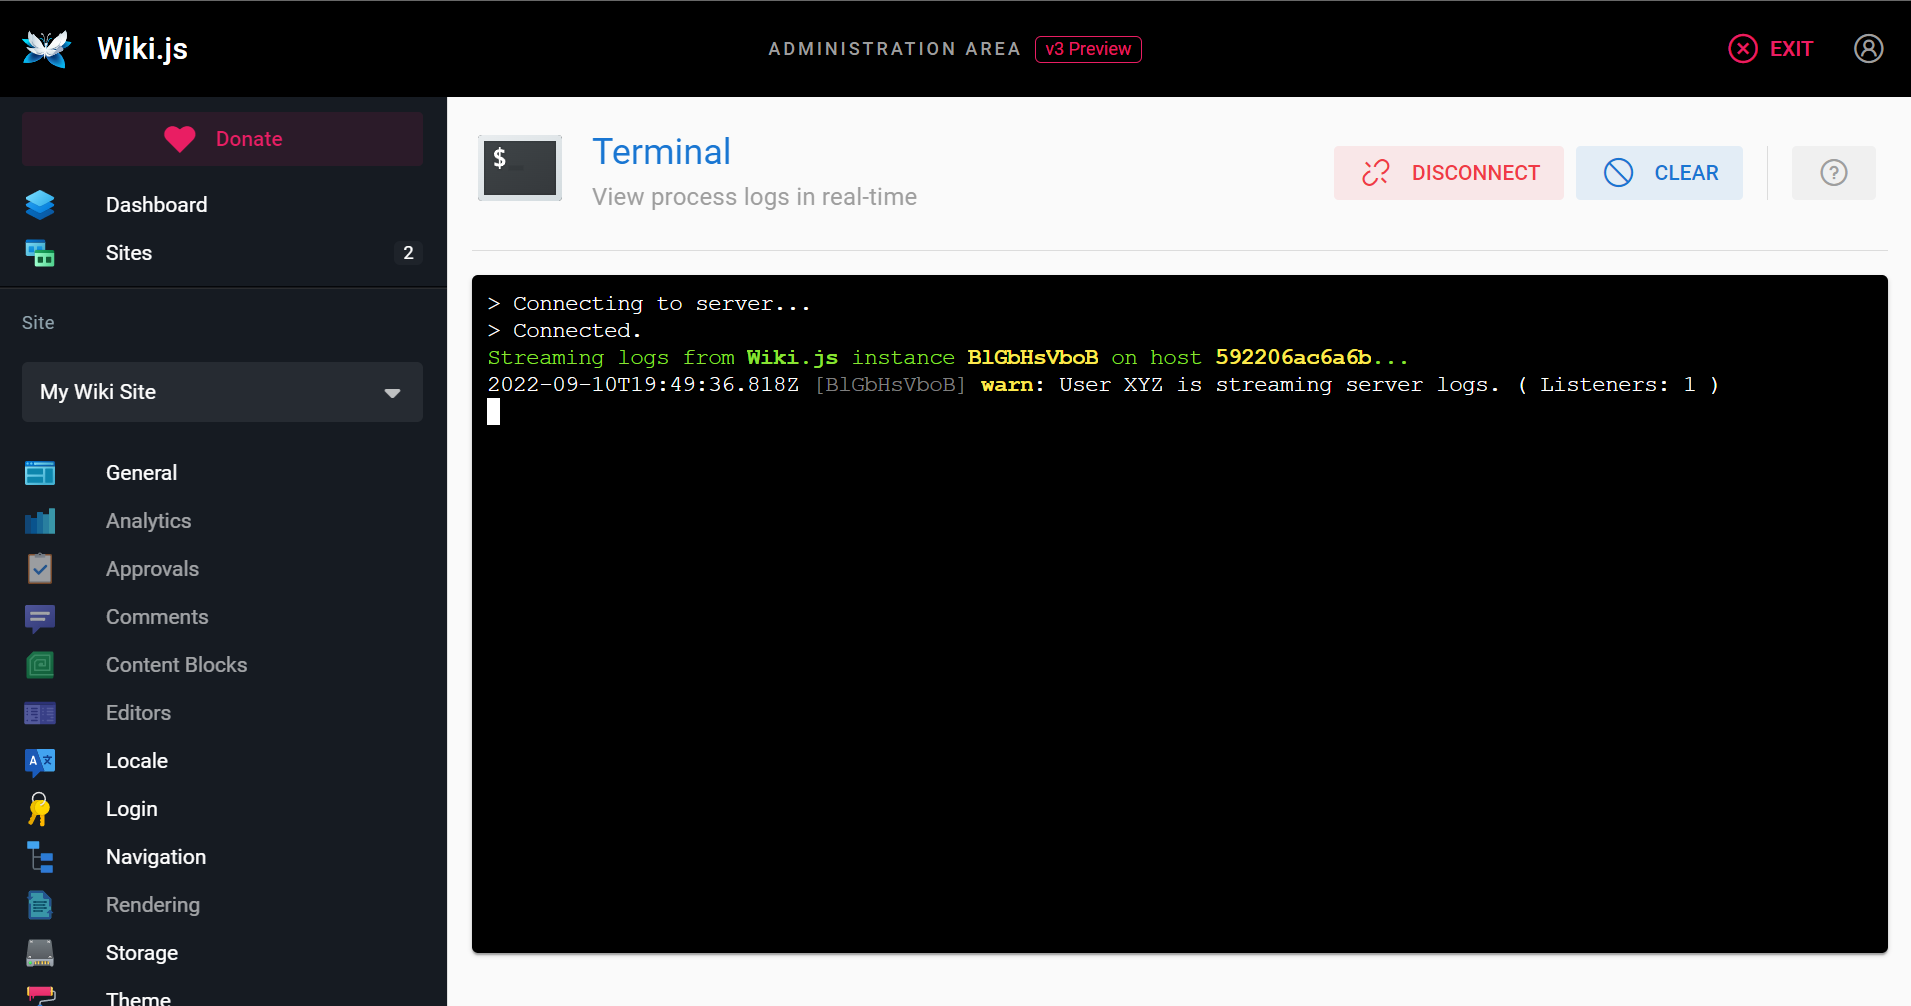 Wiki.js
ADMINISTRATION AREA v3 Preview
EXIT
Donate
Dashboard
Sites 2
Site
My Wiki Site
General
Analytics
Approvals
Comments
Content Blocks
Editors
Locale
Login
Navigation
Rendering
Storage
Theme
$
Terminal
View process logs in real-time
DISCONNECT
CLEAR
?
> Connecting to server...
> Connected.
Streaming logs from Wiki.js instance BlGbHsVboB on host 592206ac6a6b...
2022-09-10T19:49:36.818Z [BlGbHsVboB] warn: User XYZ is streaming server logs. ( Listeners: 1 )